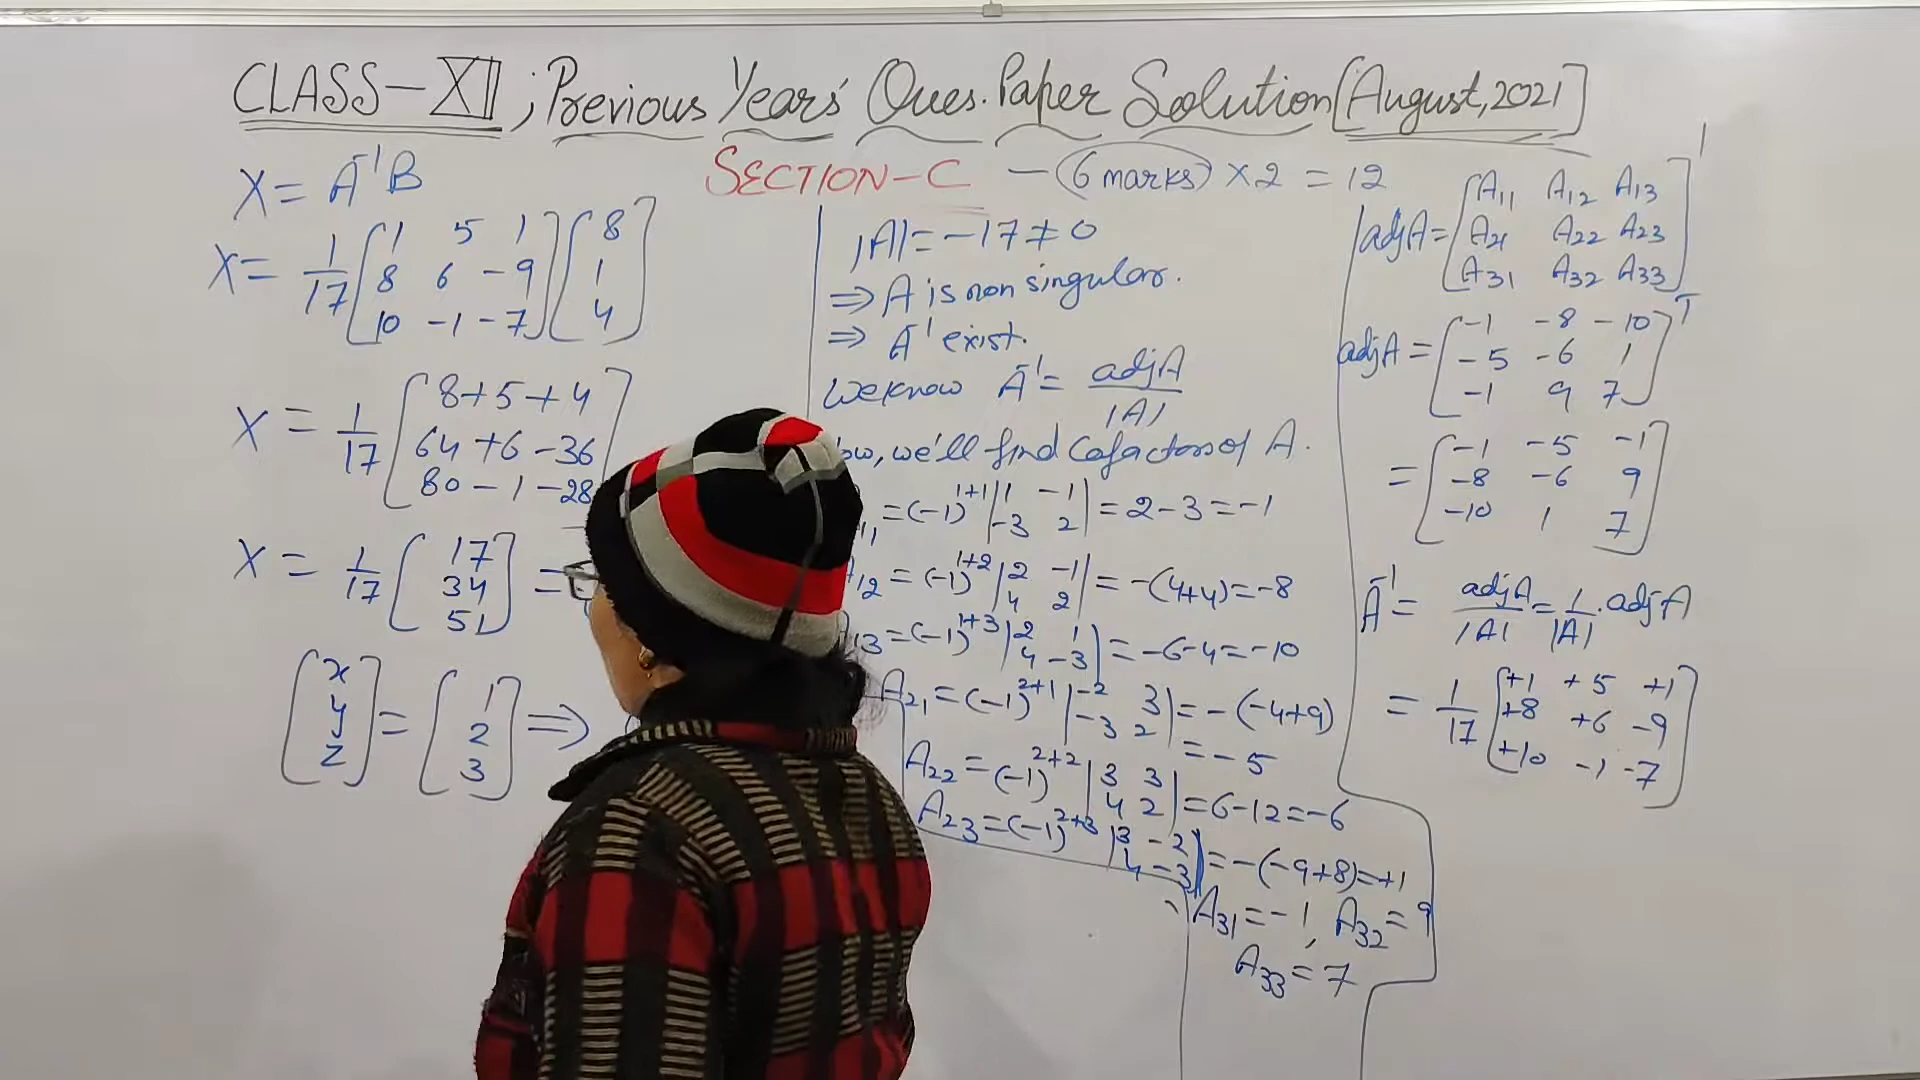 CLASS-XII; Previous Years' Ques. Paper Solution [August, 2021]
SECTION-C - (6 marks) × 2 = 12
X = A⁻¹B
X = 1/17 [1 5 1; 8 6 -9; 10 -1 -7] [8; 1; 4]
X = 1/17 [8+5+4; 64+6-36; 80-1-28]
X = 1/17 [17; 34; 51] =
[x; y; z] = [1; 2; 3] ⇒
|A| = -17 ≠ 0
⇒ A is non singular.
⇒ A⁻¹ exist.
We know A⁻¹ = adjA/|A|
we'll find Cofactors of A.
11 = (-1)¹⁺¹ |1 -1; -3 2| = 2-3 = -1
A12 = (-1)¹⁺² |2 -1; 4 2| = -(4+4) = -8
13 = (-1)¹⁺³ |2 1; 4 -3| = -6-4 = -10
A21 = (-1)²⁺¹ |-2 3; -3 2| = -(-4+9)
= -5
A22 = (-1)²⁺² |3 3; 4 2| = 6-12 = -6
A23 = (-1)²⁺³ |3 -2; 4 -3| = -(-9+8) = +1
A31 = -1, A32 = 9
A33 = 7
adjA = [A11 A12 A13; A21 A22 A23; A31 A32 A33]'
adjA = [-1 -8 -10; -5 -6 1; -1 9 7]ᵀ
= [-1 -5 -1; -8 -6 9; -10 1 7]
A⁻¹ = adjA/|A| = 1/|A| . adjA
= 1/17 [+1 +5 +1; +8 +6 -9; +10 -1 -7]